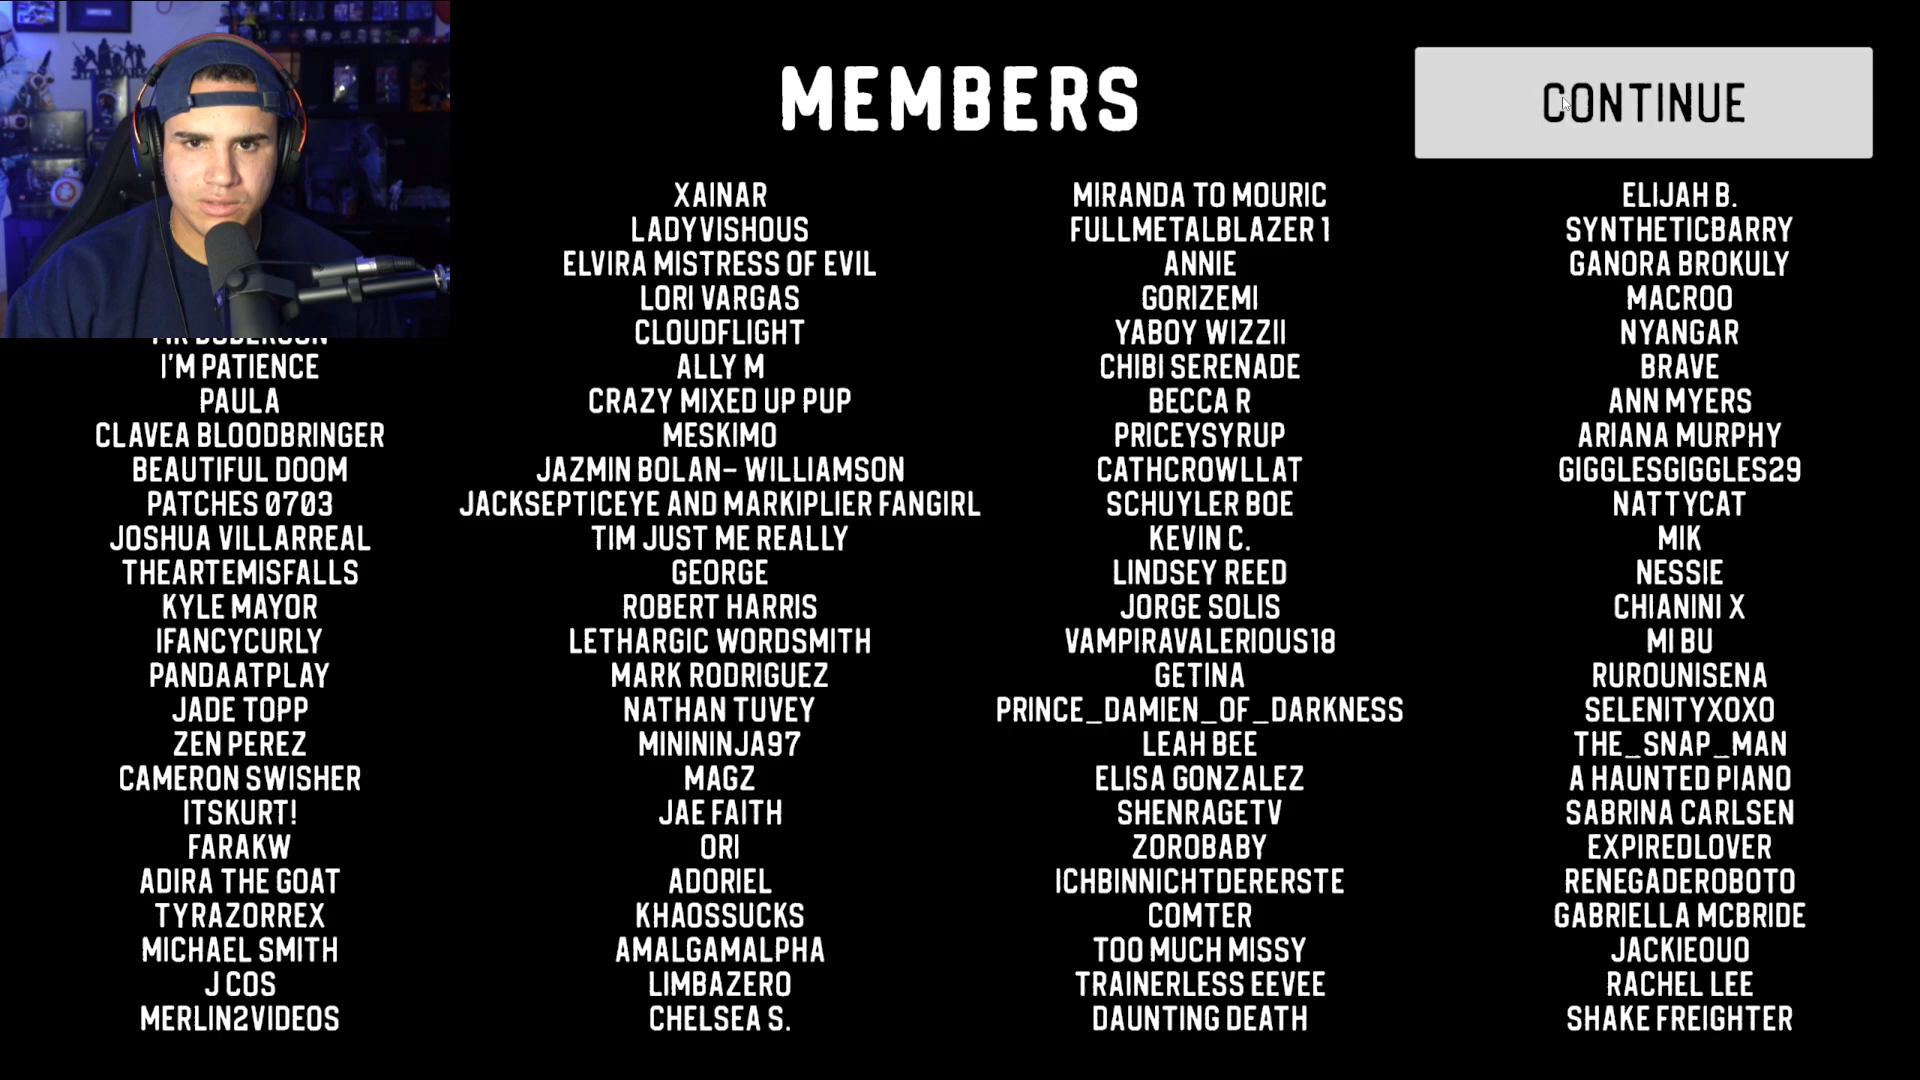 MEMBERS
CONTINUE
I'M PATIENCE
PAULA
CLAVEA BLOODBRINGER
BEAUTIFUL DOOM
PATCHES 0703
JOSHUA VILLARREAL
THEARTEMISFALLS
KYLE MAYOR
IFANCYCURLY
PANDAATPLAY
JADE TOPP
ZEN PEREZ
CAMERON SWISHER
ITSKURT!
FARAKW
ADIRA THE GOAT
TYRAZORREX
MICHAEL SMITH
J COS
MERLIN2VIDEOS
XAINAR
LADYVISHOUS
ELVIRA MISTRESS OF EVIL
LORI VARGAS
CLOUDFLIGHT
ALLY M
CRAZY MIXED UP PUP
MESKIMO
JAZMIN BOLAN- WILLIAMSON
JACKSEPTICEYE AND MARKIPLIER FANGIRL
TIM JUST ME REALLY
GEORGE
ROBERT HARRIS
LETHARGIC WORDSMITH
MARK RODRIGUEZ
NATHAN TUVEY
MINININJA97
MAGZ
JAE FAITH
ORI
ADORIEL
KHAOSSUCKS
AMALGAMALPHA
LIMBAZERO
CHELSEA S.
MIRANDA TO MOURIC
FULLMETALBLAZER 1
ANNIE
GORIZEMI
YABOY WIZZII
CHIBI SERENADE
BECCA R
PRICEYSYRUP
CATHCROWLLAT
SCHUYLER BOE
KEVIN C.
LINDSEY REED
JORGE SOLIS
VAMPIRAVALERIOUS18
GETINA
PRINCE_DAMIEN_OF_DARKNESS
LEAH BEE
ELISA GONZALEZ
SHENRAGETV
ZOROBABY
ICHBINNICHTDERERSTE
COMTER
TOO MUCH MISSY
TRAINERLESS EEVEE
DAUNTING DEATH
ELIJAH B.
SYNTHETICBARRY
GANORA BROKULY
MACROO
NYANGAR
BRAVE
ANN MYERS
ARIANA MURPHY
GIGGLESGIGGLES29
NATTYCAT
MIK
NESSIE
CHIANINI X
MI BU
RUROUNISENA
SELENITYXOXO
THE_SNAP_MAN
A HAUNTED PIANO
SABRINA CARLSEN
EXPIREDLOVER
RENEGADEROBOTO
GABRIELLA MCBRIDE
JACKIEOUO
RACHEL LEE
SHAKE FREIGHTER